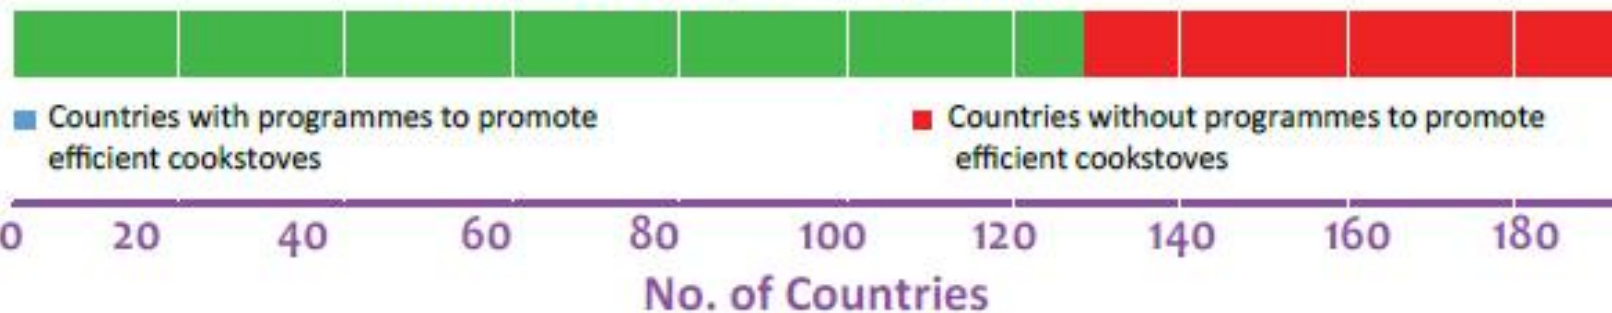 Countries with programmes to promote
efficient cookstoves
Countries without programmes to promote
efficient cookstoves
0 20 40 60 80 100 120 140 160 180
No. of Countries